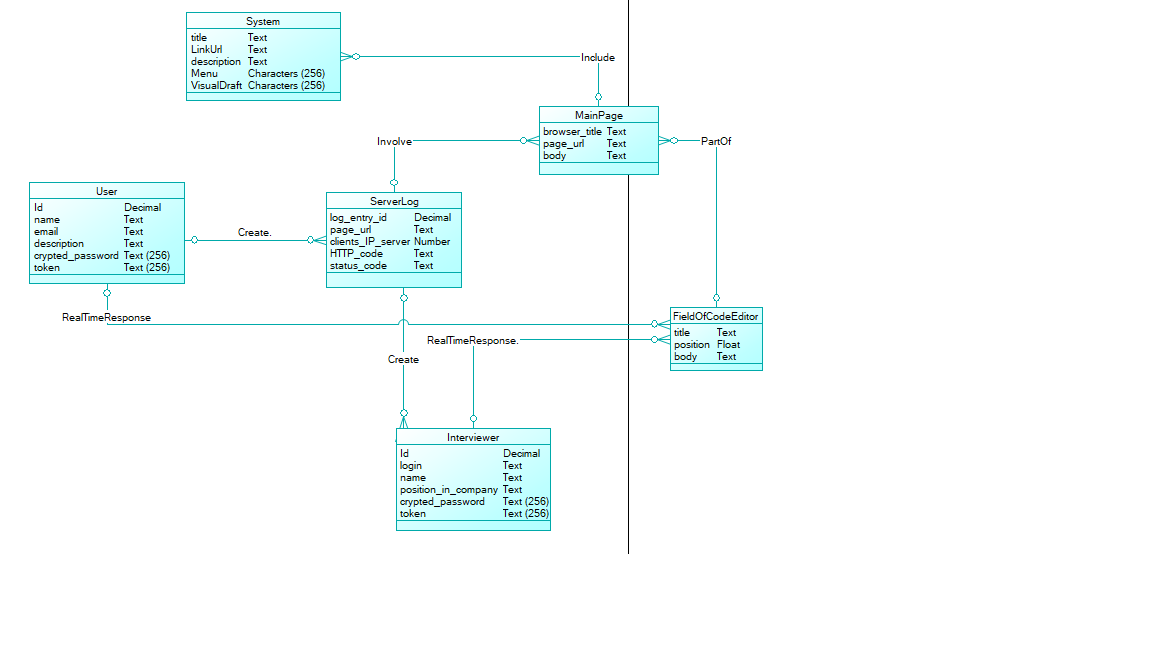 System
title Text
LinkUrl Text
description Text
Menu Characters (256)
VisualDraft Characters (256)
Include
MainPage
browser_title Text
page_url Text
body Text
Involve
PartOf
User
Id Decimal
name Text
email Text
description Text
crypted_password Text (256)
token Text (256)
Create.
ServerLog
log_entry_id Decimal
page_url Text
clients_IP_server Number
HTTP_code Text
status_code Text
RealTimeResponse
FieldOfCodeEditor
title Text
position Float
body Text
RealTimeResponse.
Create
Interviewer
Id Decimal
login Text
name Text
position_in_company Text
crypted_password Text (256)
token Text (256)